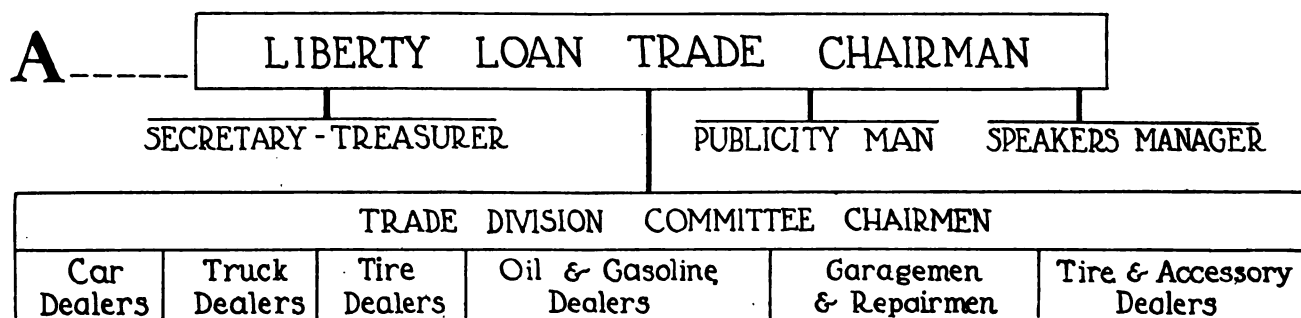 A
LIBERTY LOAN TRADE CHAIRMAN
SECRETARY-TREASURER
PUBLICITY MAN
SPEAKERS MANAGER
TRADE DIVISION COMMITTEE CHAIRMEN
Car
Dealers
Truck
Dealers
Tire
Dealers
Oil & Gasoline
Dealers
Garagemen
& Repairmen
Tire & Accessory
Dealers